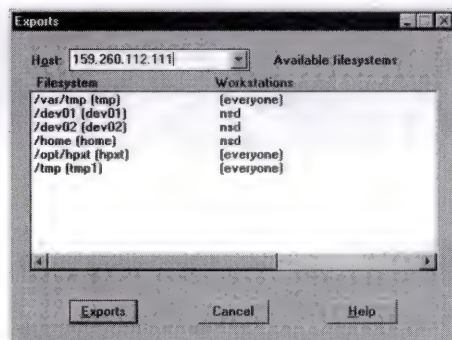 Exports
Host: 159.260.112.111 Available filesystems
Filesystem Workstations
/var/tmp (tmp) (everyone)
/dev01 (dev01) nsd
/dev02 (dev02) nsd
/home (home) nsd
/opt/hpxt (hpxt) (everyone)
/tmp (tmp1) (everyone)
Exports Cancel Help